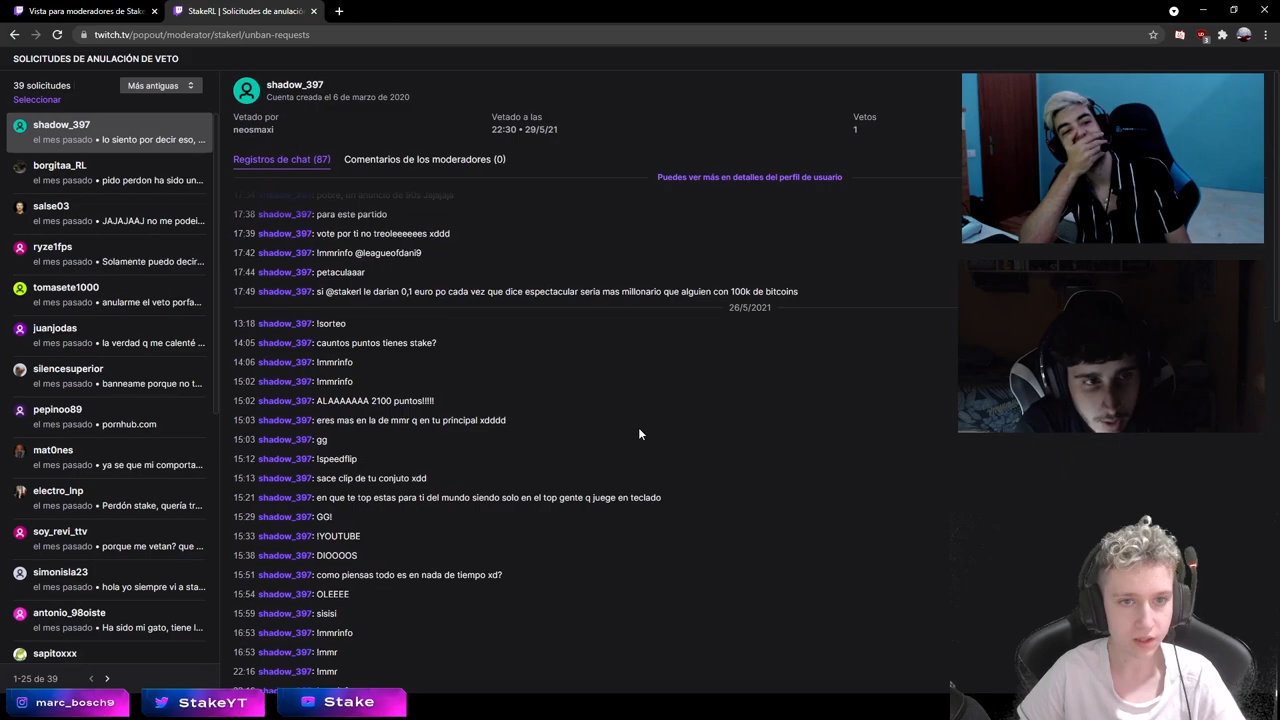 Vista para moderadores de Stake
StakeRL | Solicitudes de anulació
twitch.tv/popout/moderator/stakerl/unban-requests
3
SOLICITUDES DE ANULACIÓN DE VETO
39 solicitudes
Más antiguas
Seleccionar
shadow_397
el mes pasado • lo siento por decir eso, ...
borgitaa_RL
el mes pasado • pido perdon ha sido un...
salse03
el mes pasado • JAJAJAAJ no me podei...
ryze1fps
el mes pasado • Solamente puedo decir...
tomasete1000
el mes pasado • anularme el veto porfa...
juanjodas
el mes pasado • la verdad q me calenté ...
silencesuperior
el mes pasado • banneame porque no t...
pepinoo89
el mes pasado • pornhub.com
mat0nes
el mes pasado • ya se que mi comporta...
electro_lnp
el mes pasado • Perdón stake, quería tr...
soy_revi_ttv
el mes pasado • porque me vetan? que ...
simonisla23
el mes pasado • hola yo siempre vi a sta...
antonio_98oiste
el mes pasado • Ha sido mi gato, tiene l...
sapitoxxx
1-25 de 39
shadow_397
Cuenta creada el 6 de marzo de 2020
Vetado por
neosmaxi
Vetado a las
22:30 • 29/5/21
Vetos
1
Registros de chat (87)
Comentarios de los moderadores (0)
Puedes ver más en detalles del perfil de usuario
17:38 shadow_397: para este partido
17:39 shadow_397: vote por ti no treoleeeeees xddd
17:42 shadow_397: !mmrinfo @leagueofdani9
17:44 shadow_397: petaculaaar
17:49 shadow_397: si @stakerl le darian 0,1 euro po cada vez que dice espectacular seria mas millonario que alguien con 100k de bitcoins
26/5/2021
13:18 shadow_397: !sorteo
14:05 shadow_397: cauntos puntos tienes stake?
14:06 shadow_397: !mmrinfo
15:02 shadow_397: !mmrinfo
15:02 shadow_397: ALAAAAAAA 2100 puntos!!!!!
15:03 shadow_397: eres mas en la de mmr q en tu principal xdddd
15:03 shadow_397: gg
15:12 shadow_397: !speedflip
15:13 shadow_397: sace clip de tu conjuto xdd
15:21 shadow_397: en que te top estas para ti del mundo siendo solo en el top gente q juege en teclado
15:29 shadow_397: GG!
15:33 shadow_397: !YOUTUBE
15:38 shadow_397: DIOOOOS
15:51 shadow_397: como piensas todo es en nada de tiempo xd?
15:54 shadow_397: OLEEEE
15:59 shadow_397: sisisi
16:53 shadow_397: !mmrinfo
16:53 shadow_397: !mmr
22:16 shadow_397: !mmr
marc_bosch9
StakeYT
Stake